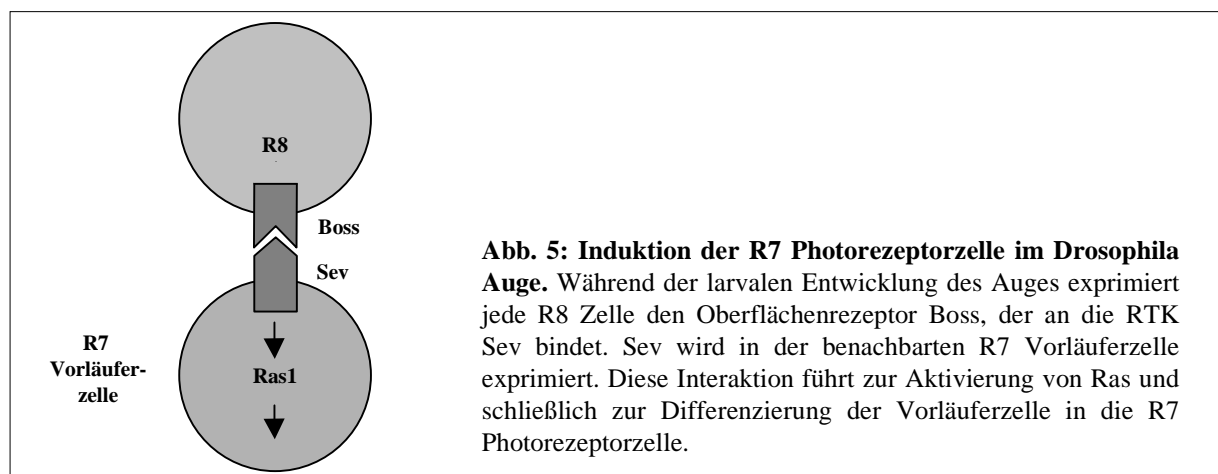 R8
Boss
Sev
R7
Vorläufer-
zelle
Ras1
Abb. 5: Induktion der R7 Photorezeptorzelle im Drosophila
Auge. Während der larvalen Entwicklung des Auges exprimiert
jede R8 Zelle den Oberflächenrezeptor Boss, der an die RTK
Sev bindet. Sev wird in der benachbarten R7 Vorläuferzelle
exprimiert. Diese Interaktion führt zur Aktivierung von Ras und
schließlich zur Differenzierung der Vorläuferzelle in die R7
Photorezeptorzelle.